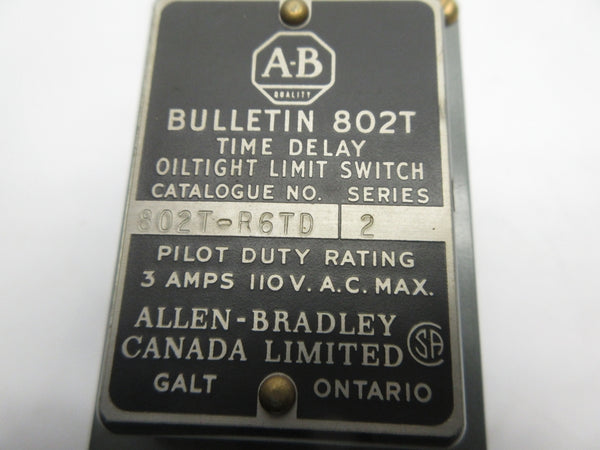 A-B
QUALITY
BULLETIN 802T
TIME DELAY
OILTIGHT LIMIT SWITCH
CATALOGUE NO. SERIES
802T-R6TD 2
PILOT DUTY RATING
3 AMPS 110V. A.C. MAX.
ALLEN-BRADLEY
CANADA LIMITED SA
GALT ONTARIO